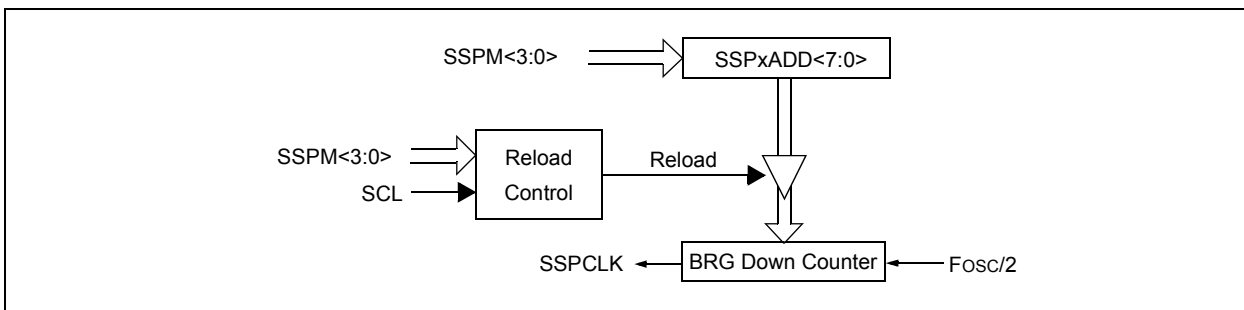 SSPM<3:0>
SSPxADD<7:0>
SSPM<3:0>
SCL
Reload
Control
Reload
SSPCLK
BRG Down Counter
FOSC/2